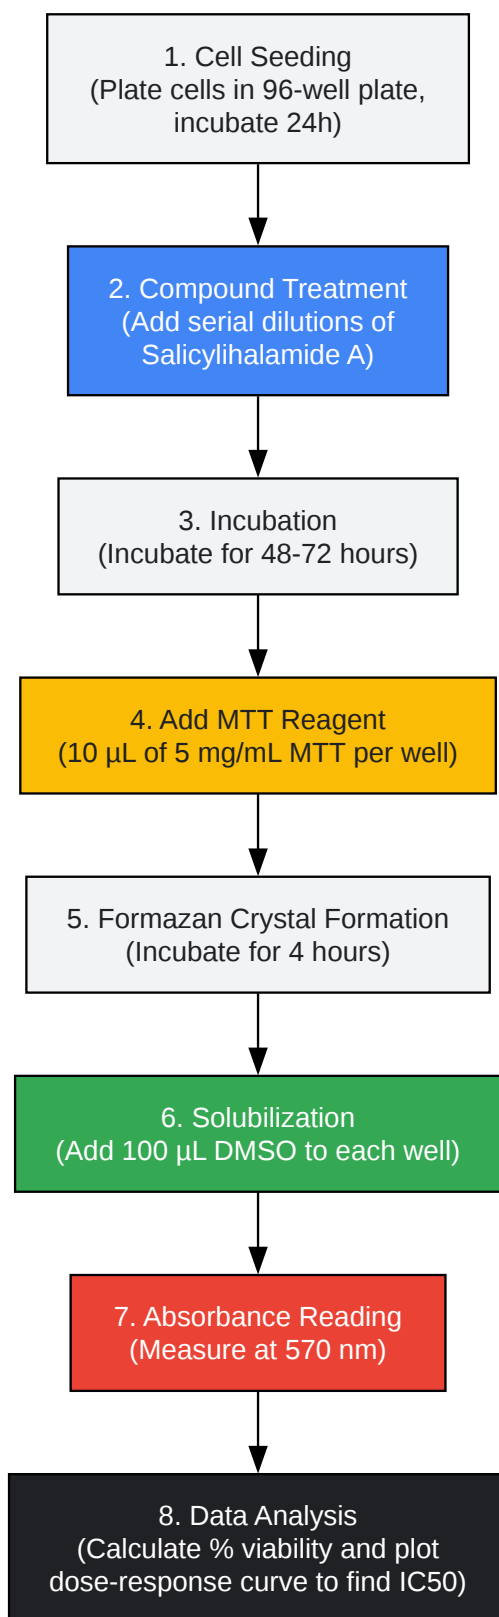 1. Cell Seeding
(Plate cells in 96-well plate,
incubate 24h)
2. Compound Treatment
(Add serial dilutions of
Salicylihalamide A)
3. Incubation
(Incubate for 48-72 hours)
4. Add MTT Reagent
(10 µL of 5 mg/mL MTT per well)
5. Formazan Crystal Formation
(Incubate for 4 hours)
6. Solubilization
(Add 100 µL DMSO to each well)
7. Absorbance Reading
(Measure at 570 nm)
8. Data Analysis
(Calculate % viability and plot
dose-response curve to find IC50)